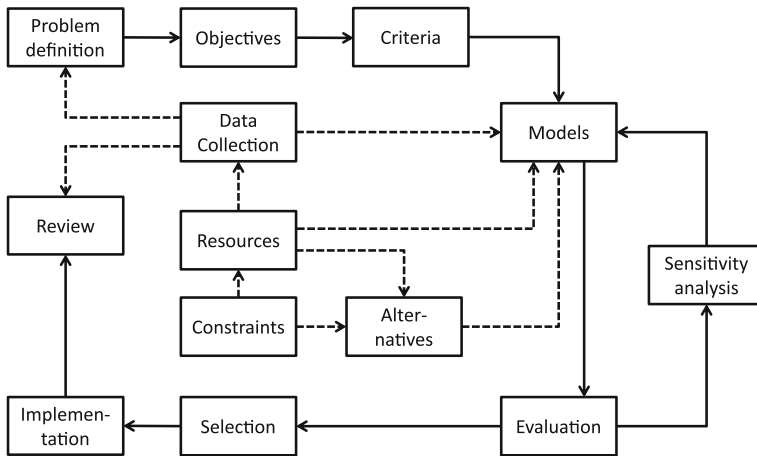 Problem
definition
Objectives
Criteria
Data
Collection
Models
Review
Resources
Sensitivity
analysis
Constraints
Alter-
natives
Implemen-
tation
Selection
Evaluation